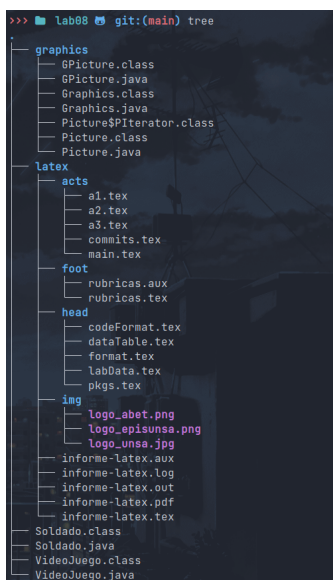 >>> lab08 git:(main) tree
.
├── graphics
│   ├── GPicture.class
│   ├── GPicture.java
│   ├── Graphics.class
│   ├── Graphics.java
│   ├── Picture$PIterator.class
│   ├── Picture.class
│   └── Picture.java
├── latex
│   ├── acts
│   │   ├── a1.tex
│   │   ├── a2.tex
│   │   ├── a3.tex
│   │   ├── commits.tex
│   │   └── main.tex
│   ├── foot
│   │   ├── rubricas.aux
│   │   └── rubricas.tex
│   ├── head
│   │   ├── codeFormat.tex
│   │   ├── dataTable.tex
│   │   ├── format.tex
│   │   ├── labData.tex
│   │   └── pkgs.tex
│   ├── img
│   │   ├── logo_abet.png
│   │   ├── logo_episunsa.png
│   │   └── logo_unsa.jpg
│   ├── informe-latex.aux
│   ├── informe-latex.log
│   ├── informe-latex.out
│   ├── informe-latex.pdf
│   └── informe-latex.tex
├── Soldado.class
├── Soldado.java
├── VideoJuego.class
└── VideoJuego.java